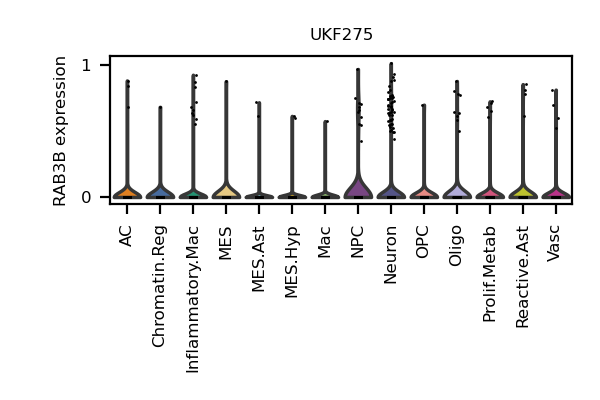 UKF275
RAB3B expression
1
0
AC
Chromatin.Reg
Inflammatory.Mac
MES
MES.Ast
MES.Hyp
Mac
NPC
Neuron
OPC
Oligo
Prolif.Metab
Reactive.Ast
Vasc